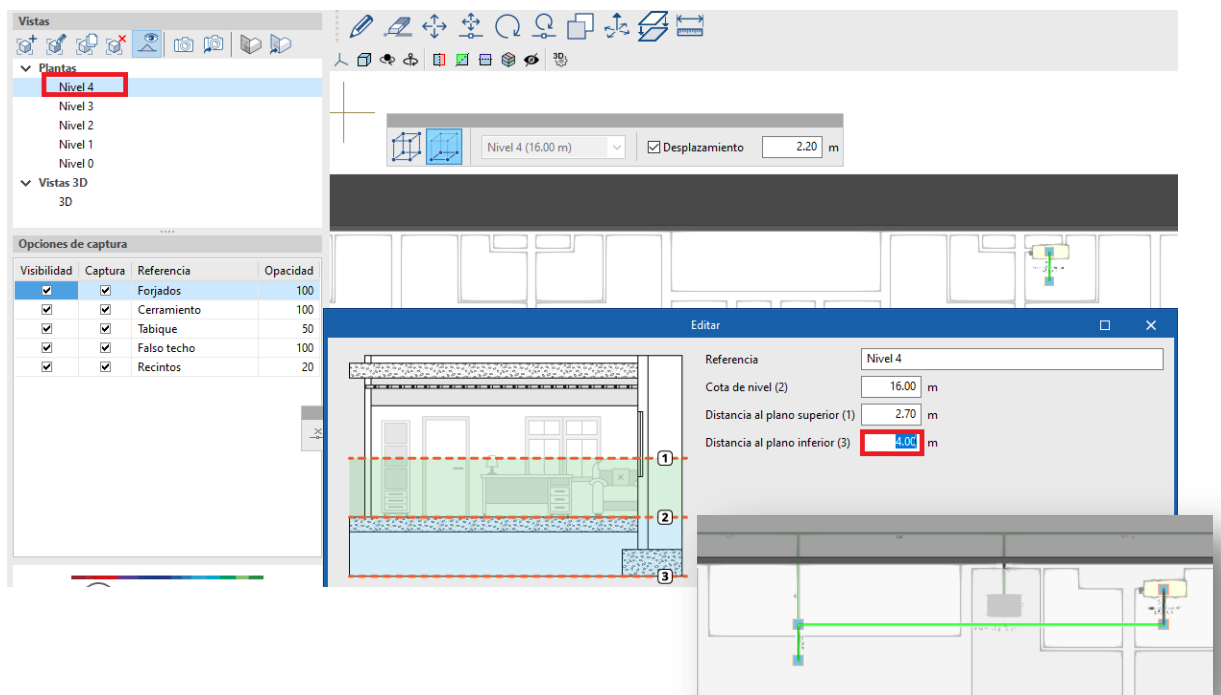 Vistas
Plantas
Nivel 4
Nivel 3
Nivel 2
Nivel 1
Nivel 0
Vistas 3D
3D
3D
Nivel 4 (16.00 m)
Desplazamiento
2.20 m
Opciones de captura
Visibilidad Captura Referencia Opacidad
Forjados 100
Cerramiento 100
Tabique 50
Falso techo 100
Recintos 20
Editar
Referencia Nivel 4
Cota de nivel (2) 16.00 m
Distancia al plano superior (1) 2.70 m
Distancia al plano inferior (3) 4.00 m
1
2
3